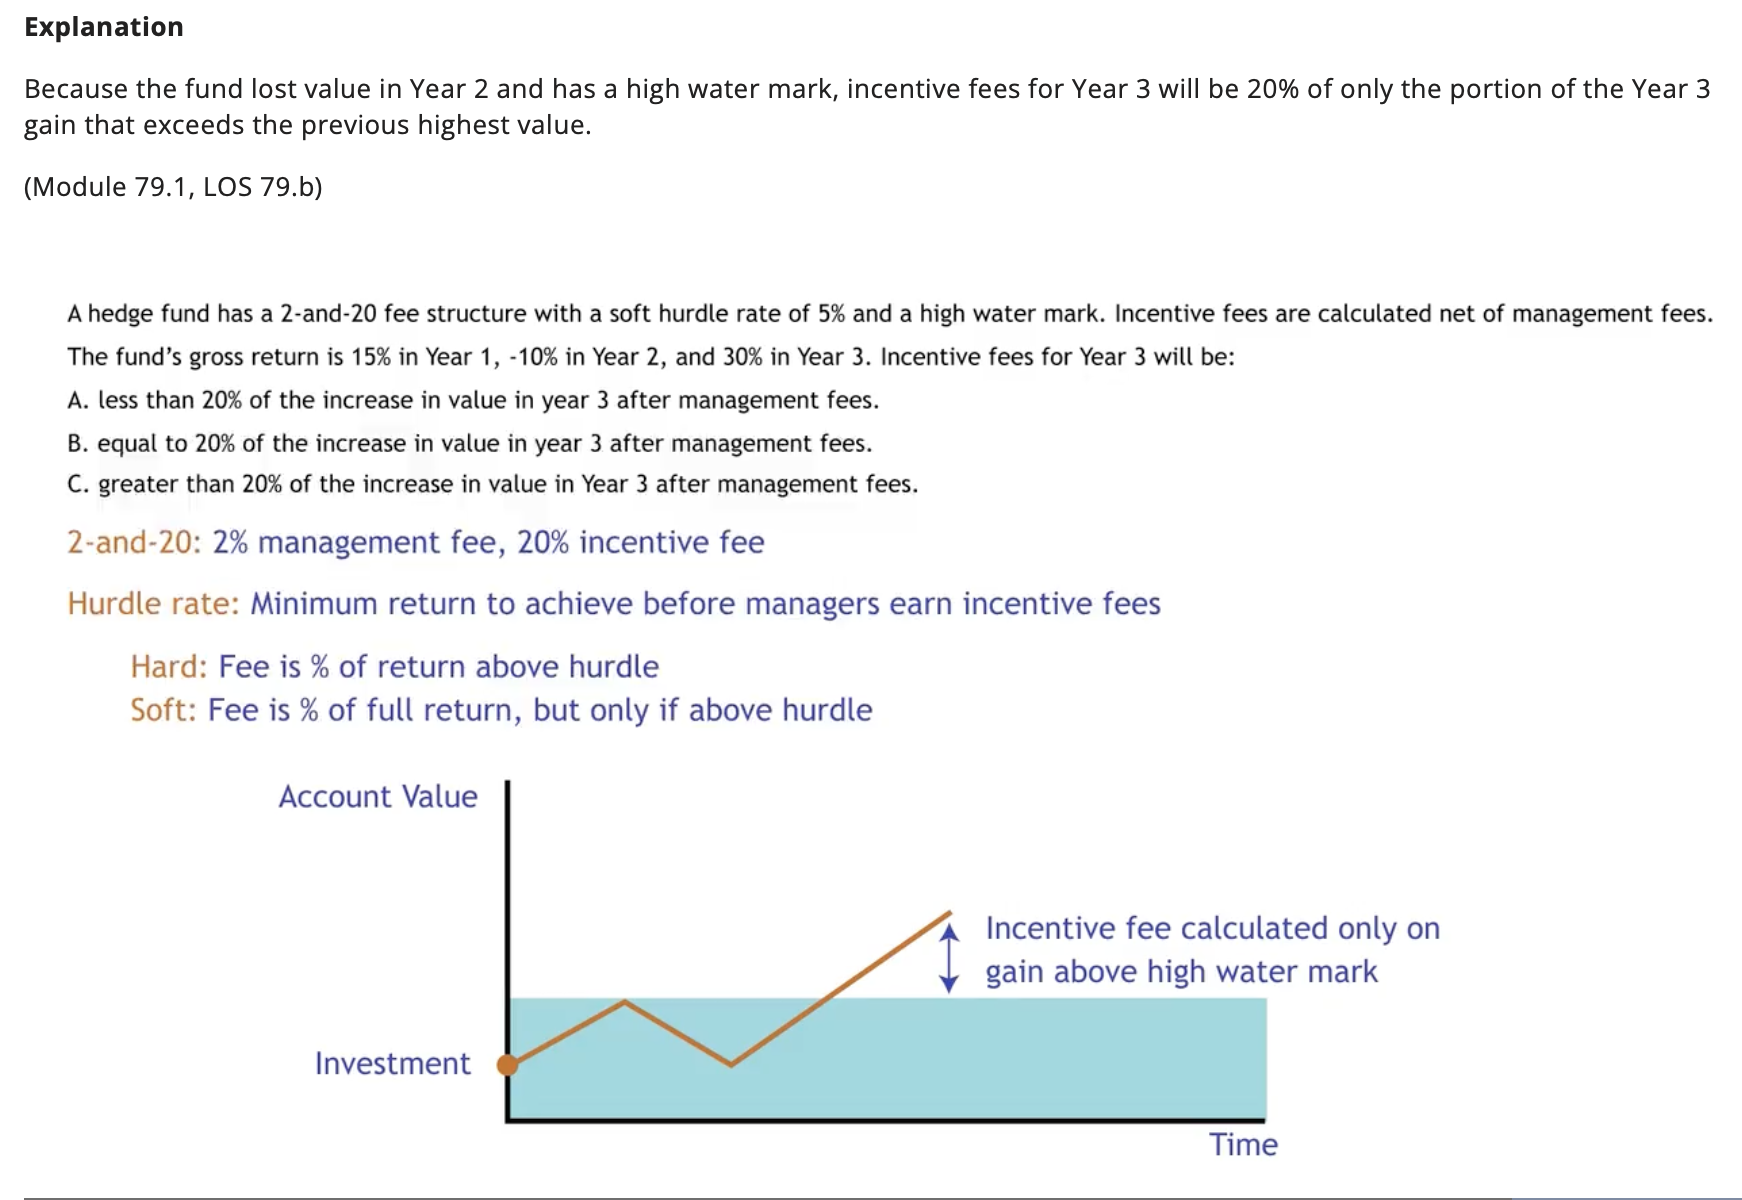 Explanation
Because the fund lost value in Year 2 and has a high water mark, incentive fees for Year 3 will be 20% of only the portion of the Year 3
gain that exceeds the previous highest value.
(Module 79.1, LOS 79.b)
A hedge fund has a 2-and-20 fee structure with a soft hurdle rate of 5% and a high water mark. Incentive fees are calculated net of management fees.
The fund's gross return is 15% in Year 1, -10% in Year 2, and 30% in Year 3. Incentive fees for Year 3 will be:
A. less than 20% of the increase in value in year 3 after management fees.
B. equal to 20% of the increase in value in year 3 after management fees.
C. greater than 20% of the increase in value in Year 3 after management fees.
2-and-20: 2% management fee, 20% incentive fee
Hurdle rate: Minimum return to achieve before managers earn incentive fees
Hard: Fee is % of return above hurdle
Soft: Fee is % of full return, but only if above hurdle
Account Value
Incentive fee calculated only on
gain above high water mark
Investment
Time